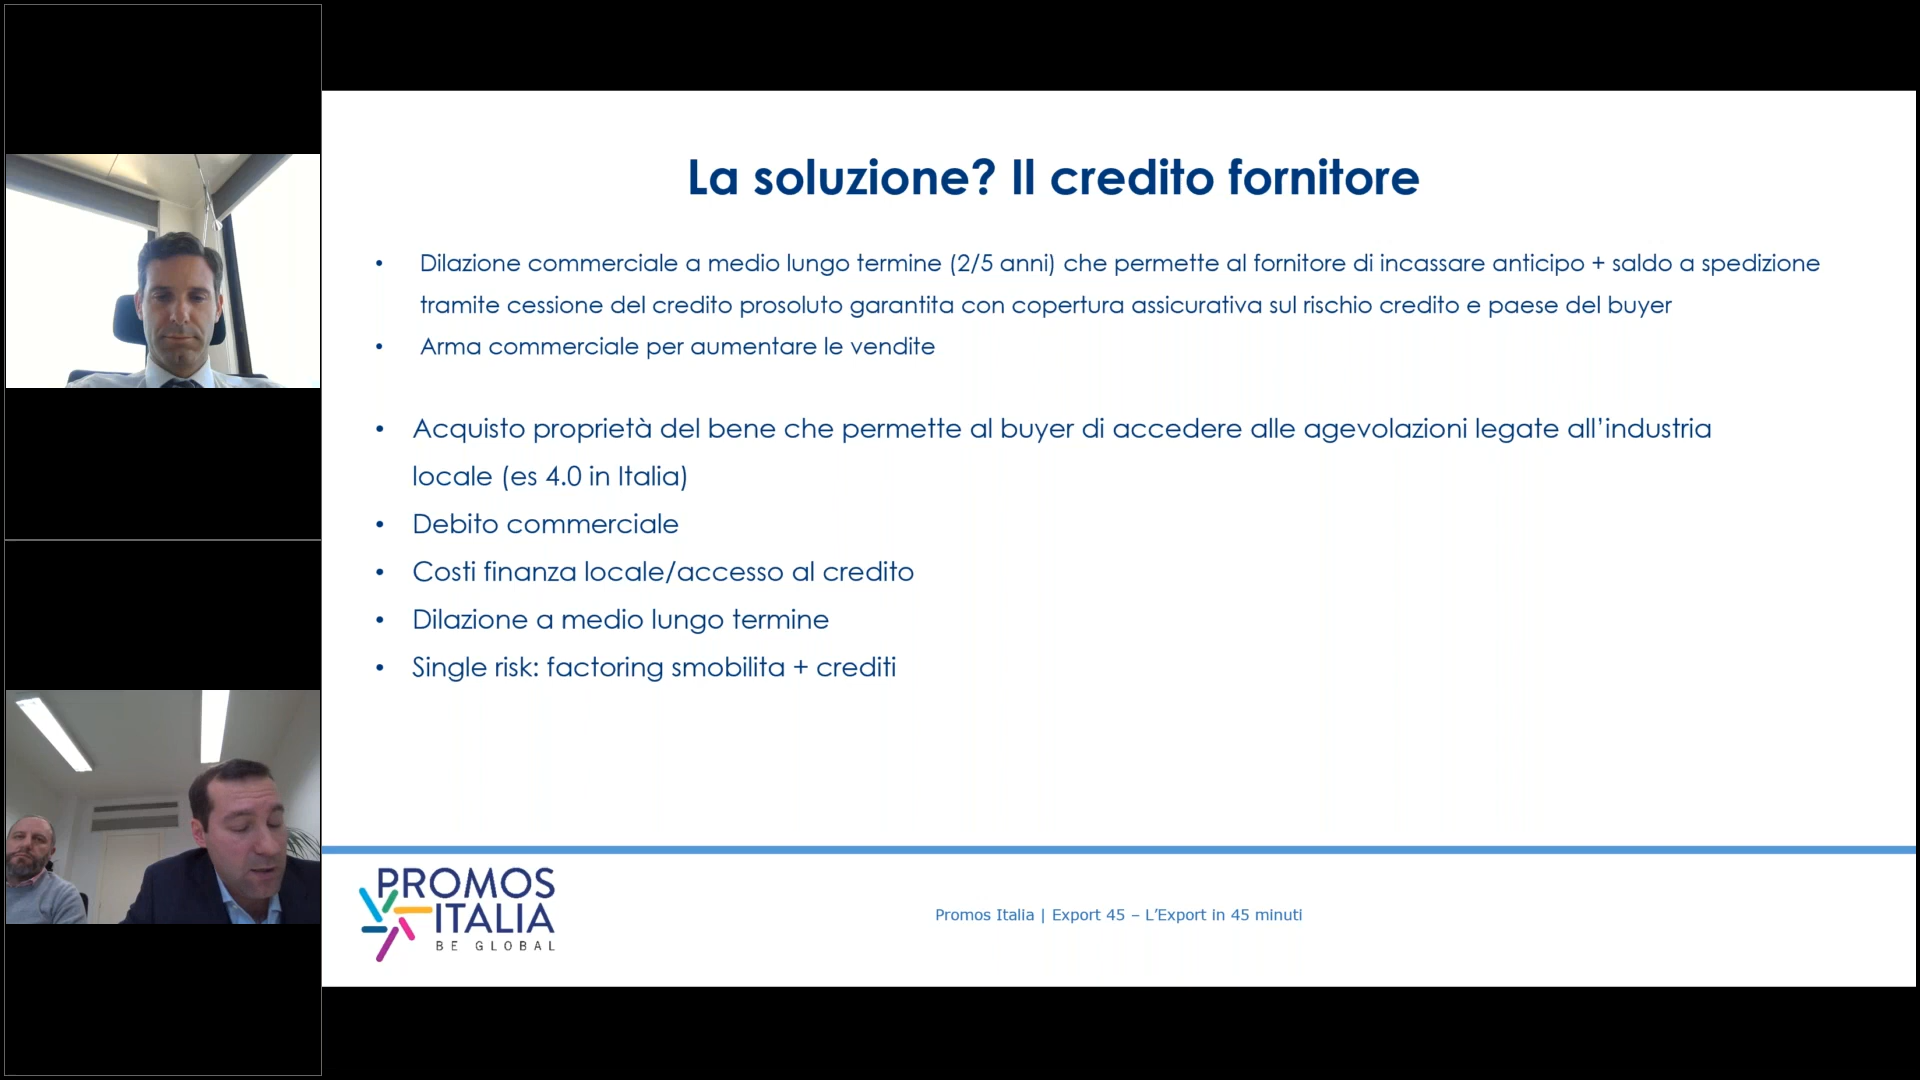 La soluzione? Il credito fornitore
• Dilazione commerciale a medio lungo termine (2/5 anni) che permette al fornitore di incassare anticipo + saldo a spedizione
tramite cessione del credito prosoluto garantita con copertura assicurativa sul rischio credito e paese del buyer
• Arma commerciale per aumentare le vendite
• Acquisto proprietà del bene che permette al buyer di accedere alle agevolazioni legate all’industria
locale (es 4.0 in Italia)
• Debito commerciale
• Costi finanza locale/accesso al credito
• Dilazione a medio lungo termine
• Single risk: factoring smobilita + crediti
PROMOS
ITALIA
BE GLOBAL
Promos Italia | Export 45 – L’Export in 45 minuti